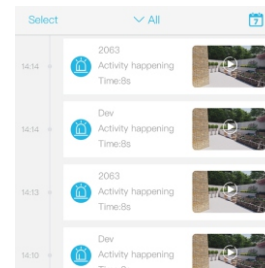 Select
All
7
2063
14:14
Activity happening
Time:8s
Dev
14:14
Activity happening
Time:8s
2063
14:13
Activity happening
Time:8s
Dev
14:10
Activity happening